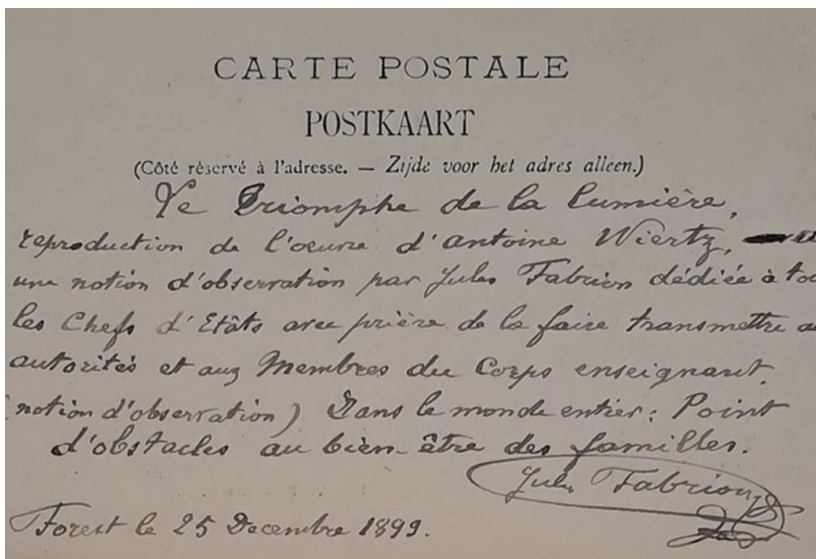 CARTE POSTALE
POSTKAART
(Côté réservé à l'adresse. — Zijde voor het adres alleen.)
Le Triomphe de la Lumière,
reproduction de l'oeuvre d'Antoine Wiertz,
une notion d'observation par Jules Fabrion dédiée à tou
les Chefs d'Etâts avec prière de la faire transmettre a
autorités et aux Membres du Corps enseignant.
(notion d'observation) Dans le monde entier: Point
d'obstacles au bien-être des familles.
Jules Fabrion
Forest le 25 Decembre 1899.